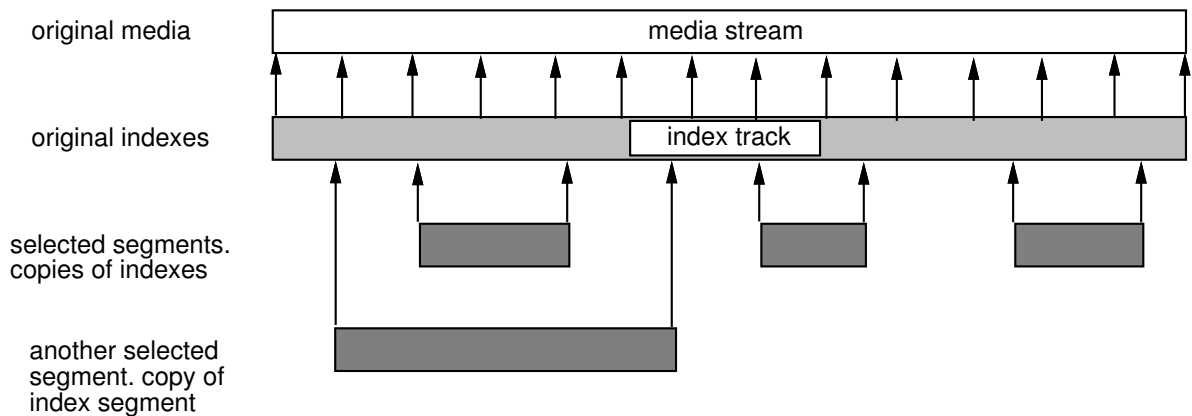 original media
media stream
original indexes
index track
selected segments.
copies of indexes
another selected
segment. copy of
index segment